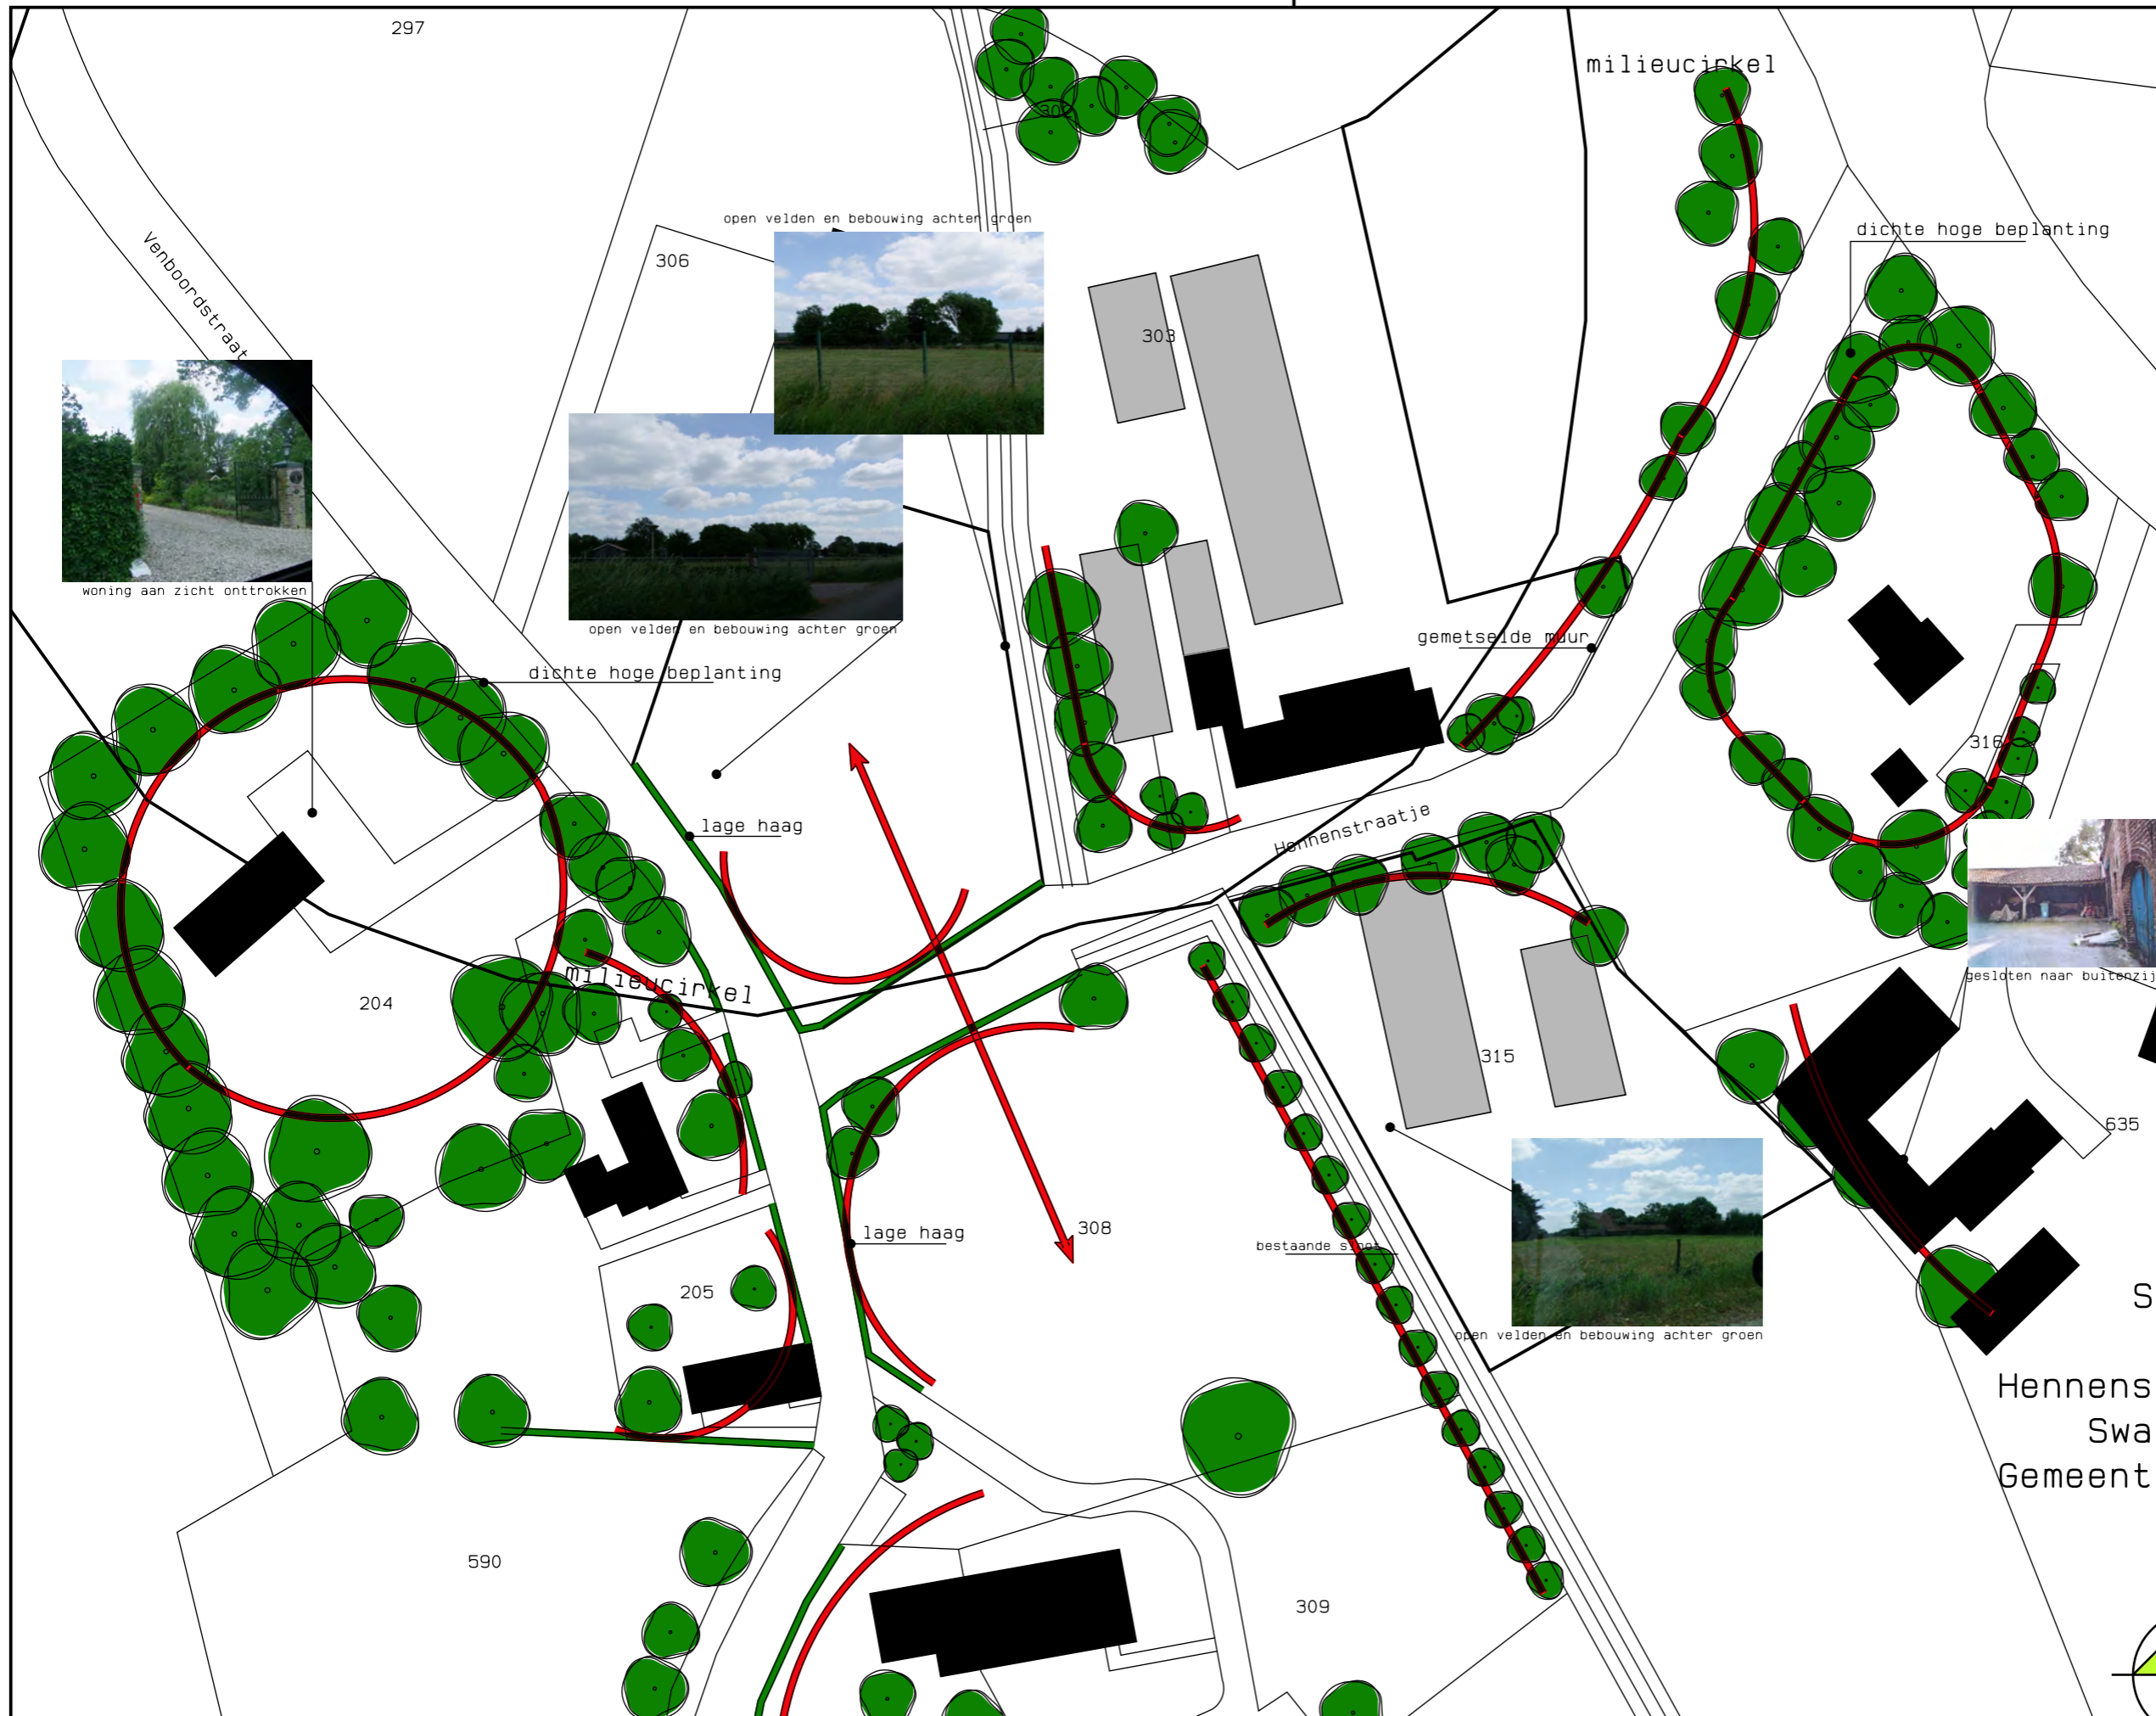 297
milieucirkel
302
open velden en bebouwing achter groen
dichte hoge beplanting
Venboordstraat
306
303
woning aan zicht onttrokken
open velden en bebouwing achter groen
gemetselde muur
dichte hoge beplanting
316
lage haag
Hennenstraatje
milieucirkel
gesloten naar buitenzij
204
315
635
308
lage haag
bestaande sloot
205
open velden en bebouwing achter groen
S
Hennens
Swa
Gemeent
590
309